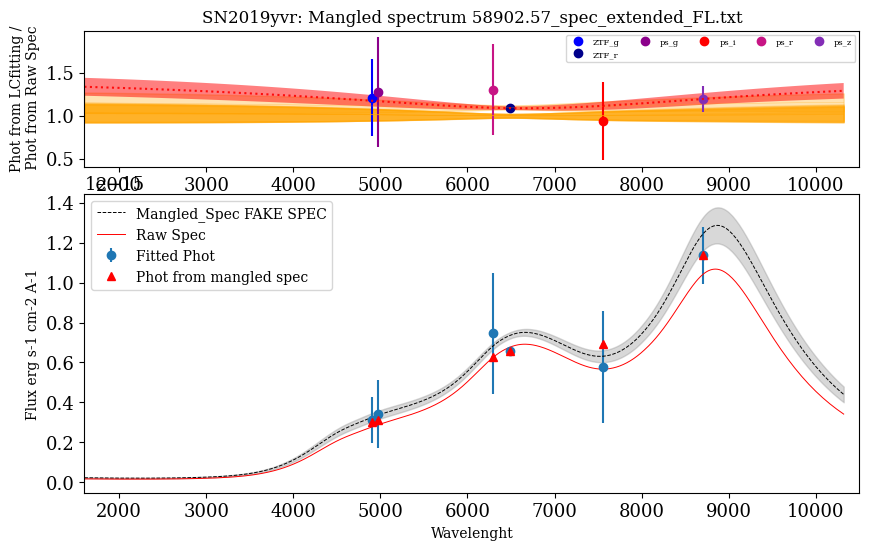 SN2019yvr: Mangled spectrum 58902.57_spec_extended_FL.txt
Phot from LCfitting /
Phot from Raw Spec
ZTF_g ps_g ps_i ps_r ps_z
ZTF_r
1.5
1.0
0.5
2000 3000 4000 5000 6000 7000 8000 9000 10000
1e−15
Mangled_Spec FAKE SPEC
Raw Spec
Fitted Phot
Phot from mangled spec
Flux erg s-1 cm-2 A-1
1.4
1.2
1.0
0.8
0.6
0.4
0.2
0.0
2000 3000 4000 5000 6000 7000 8000 9000 10000
Wavelenght